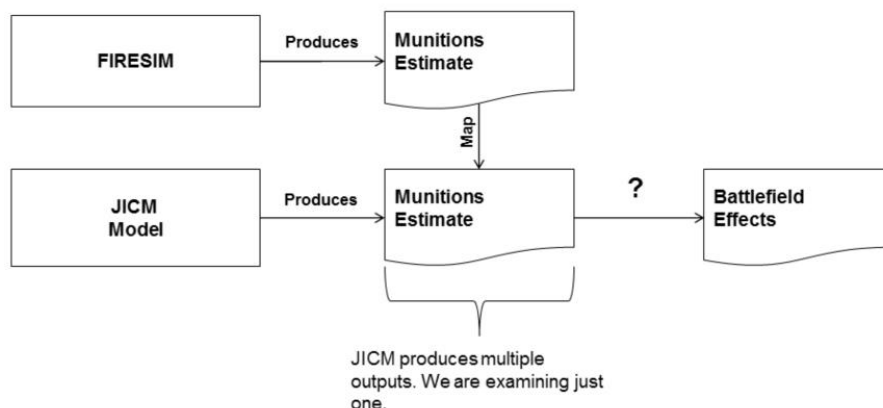 FIRESIM
Produces
Munitions
Estimate
Map
JICM
Model
Produces
Munitions
Estimate
?
Battlefield
Effects
JICM produces multiple
outputs. We are examining just
one.